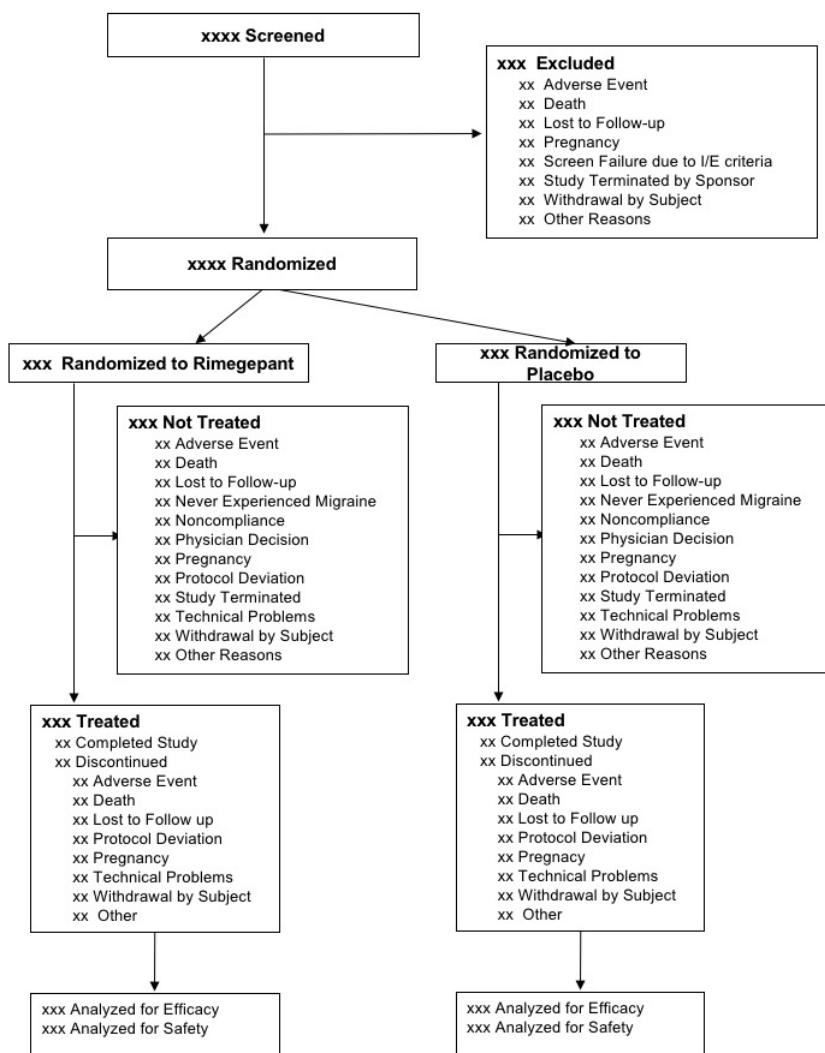 xxxx Screened
xxx Excluded
xx Adverse Event
xx Death
xx Lost to Follow-up
xx Pregnancy
xx Screen Failure due to I/E criteria
xx Study Terminated by Sponsor
xx Withdrawal by Subject
xx Other Reasons
xxxx Randomized
xxx Randomized to Rimegepant
xxx Not Treated
xx Adverse Event
xx Death
xx Lost to Follow-up
xx Never Experienced Migraine
xx Noncompliance
xx Physician Decision
xx Pregnancy
xx Protocol Deviation
xx Study Terminated
xx Technical Problems
xx Withdrawal by Subject
xx Other Reasons
xxx Treated
xx Completed Study
xx Discontinued
xx Adverse Event
xx Death
xx Lost to Follow up
xx Protocol Deviation
xx Pregnancy
xx Technical Problems
xx Withdrawal by Subject
xx Other
xxx Analyzed for Efficacy
xxx Analyzed for Safety
xxx Randomized to
Placebo
xxx Not Treated
xx Adverse Event
xx Death
xx Lost to Follow-up
xx Never Experienced Migraine
xx Noncompliance
xx Physician Decision
xx Pregnancy
xx Protocol Deviation
xx Study Terminated
xx Technical Problems
xx Withdrawal by Subject
xx Other Reasons
xxx Treated
xx Completed Study
xx Discontinued
xx Adverse Event
xx Death
xx Lost to Follow up
xx Protocol Deviation
xx Pregnacy
xx Technical Problems
xx Withdrawal by Subject
xx Other
xxx Analyzed for Efficacy
xxx Analyzed for Safety